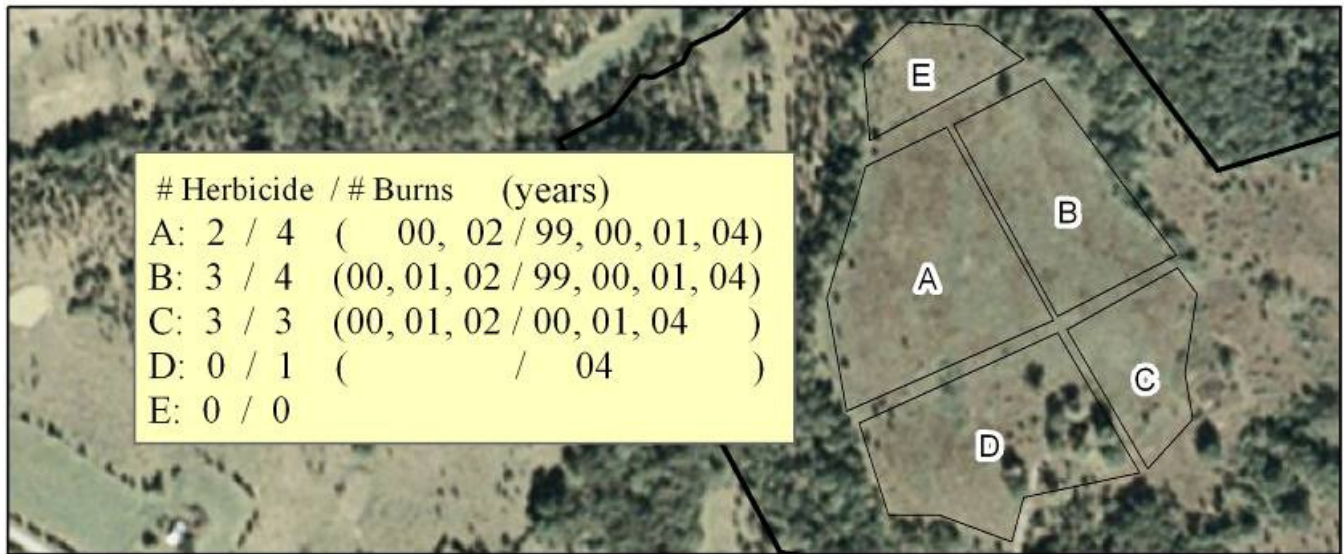 # Herbicide / # Burns (years)
A: 2 / 4 ( 00, 02 / 99, 00, 01, 04)
B: 3 / 4 (00, 01, 02 / 99, 00, 01, 04)
C: 3 / 3 (00, 01, 02 / 00, 01, 04 )
D: 0 / 1 ( / 04 )
E: 0 / 0
E
B
A
C
D